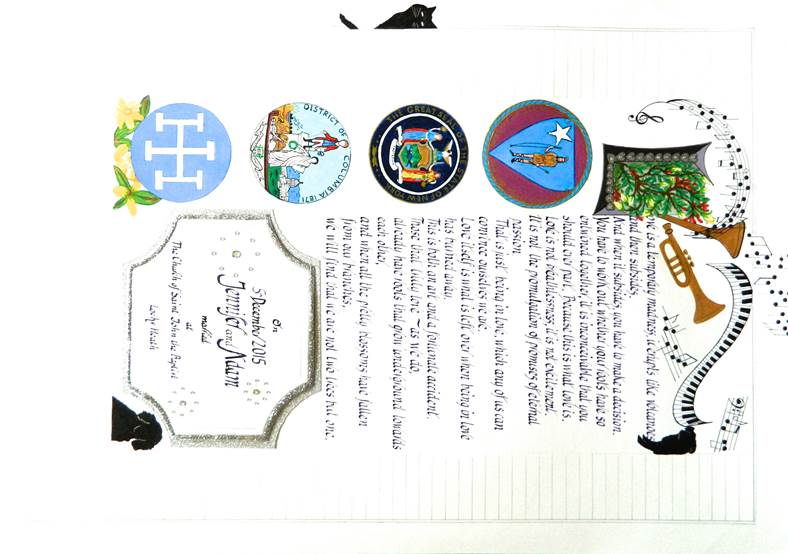 Love is a temporary madness, it erupts like volcanoes
and then subsides.
And when it subsides, you have to make a decision.
You have to work out whether your roots have so
entwined together, it is inconceivable that you
should ever part. Because this is what love is.
Love is not breathlessness, it is not excitement.
It is not the promulgation of promises of eternal
passion.
That is just being in love, which any of us can
convince ourselves we are.
Love itself is what is left over when being in love
has burned away.
This is both an art and a fortunate accident.
Those that truly love ~ as we do,
already have roots that grow underground towards
each other,
and when all the pretty blossoms have fallen
from our branches,
we will find that we are not two trees but one.
THE GREAT SEAL OF THE STATE OF NEW YORK
DISTRICT OF COLUMBIA 1871
On
5 December 2015
Jennifer and Adam
married
at
The Church of Saint John the Baptist
Locks Heath